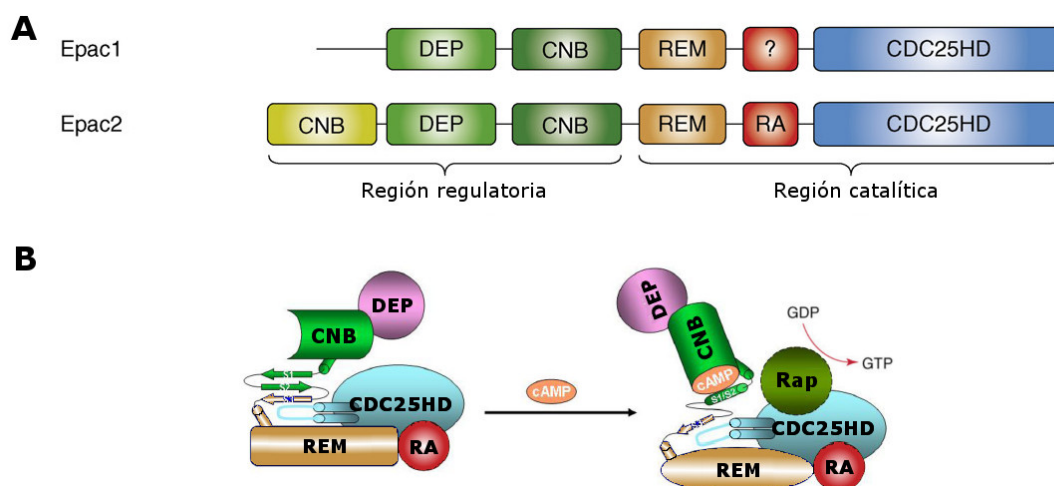 A
Epac1 DEP CNB REM ? CDC25HD
Epac2 CNB DEP CNB REM RA CDC25HD
Región regulatoria Región catalítica
B
DEP
CNB
S1
S2
CDC25HD
REM RA
cAMP
DEP
CNB
cAMP
S1/S2
GDP
GTP
Rap
CDC25HD
REM RA